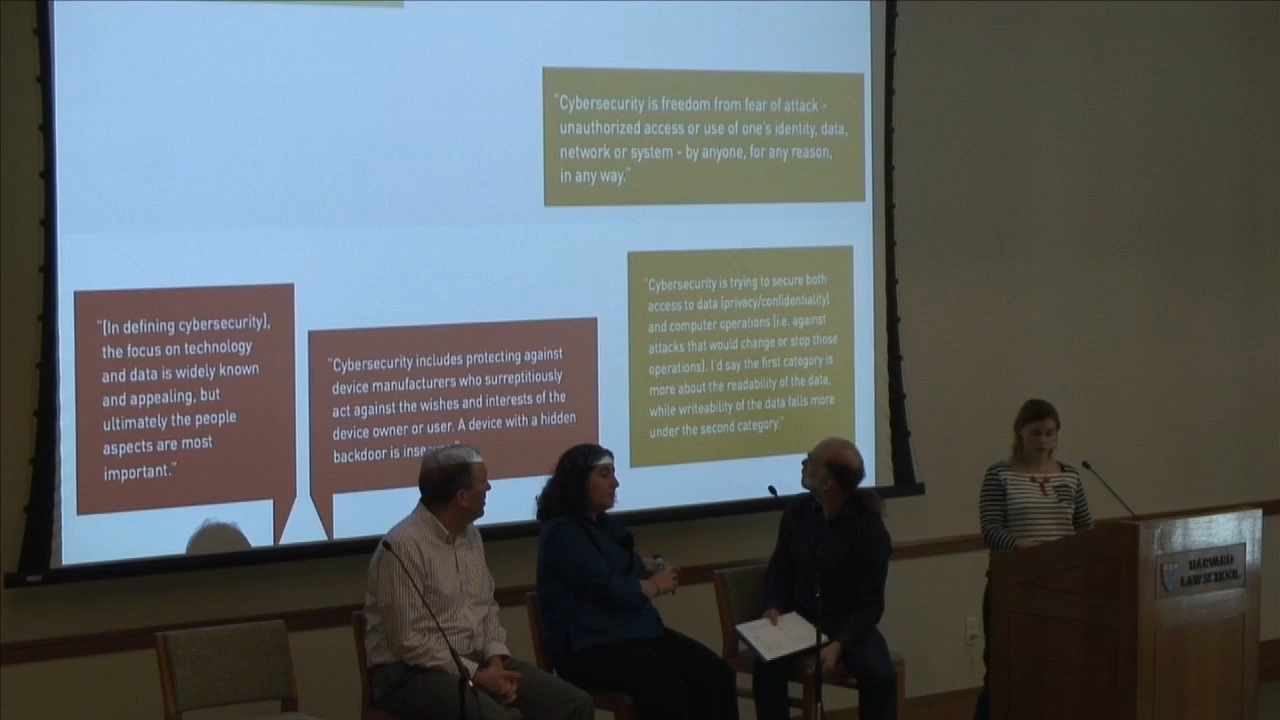 "Cybersecurity is freedom from fear of attack -
unauthorized access or use of one's identity, data,
network or system - by anyone, for any reason,
in any way."
"[In defining cybersecurity],
the focus on technology
and data is widely known
and appealing, but
ultimately the people
aspects are most
important."
"Cybersecurity includes protecting against
device manufacturers who surreptitiously
act against the wishes and interests of the
device owner or user. A device with a hidden
backdoor is insecure"
"Cybersecurity is trying to secure both
access to data (privacy/confidentiality)
and computer operations (i.e. against
attacks that would change or stop those
operations). I'd say the first category is
more about the readability of the data,
while writeability of the data falls more
under the second category."
HARVARD
LAW SCHOOL